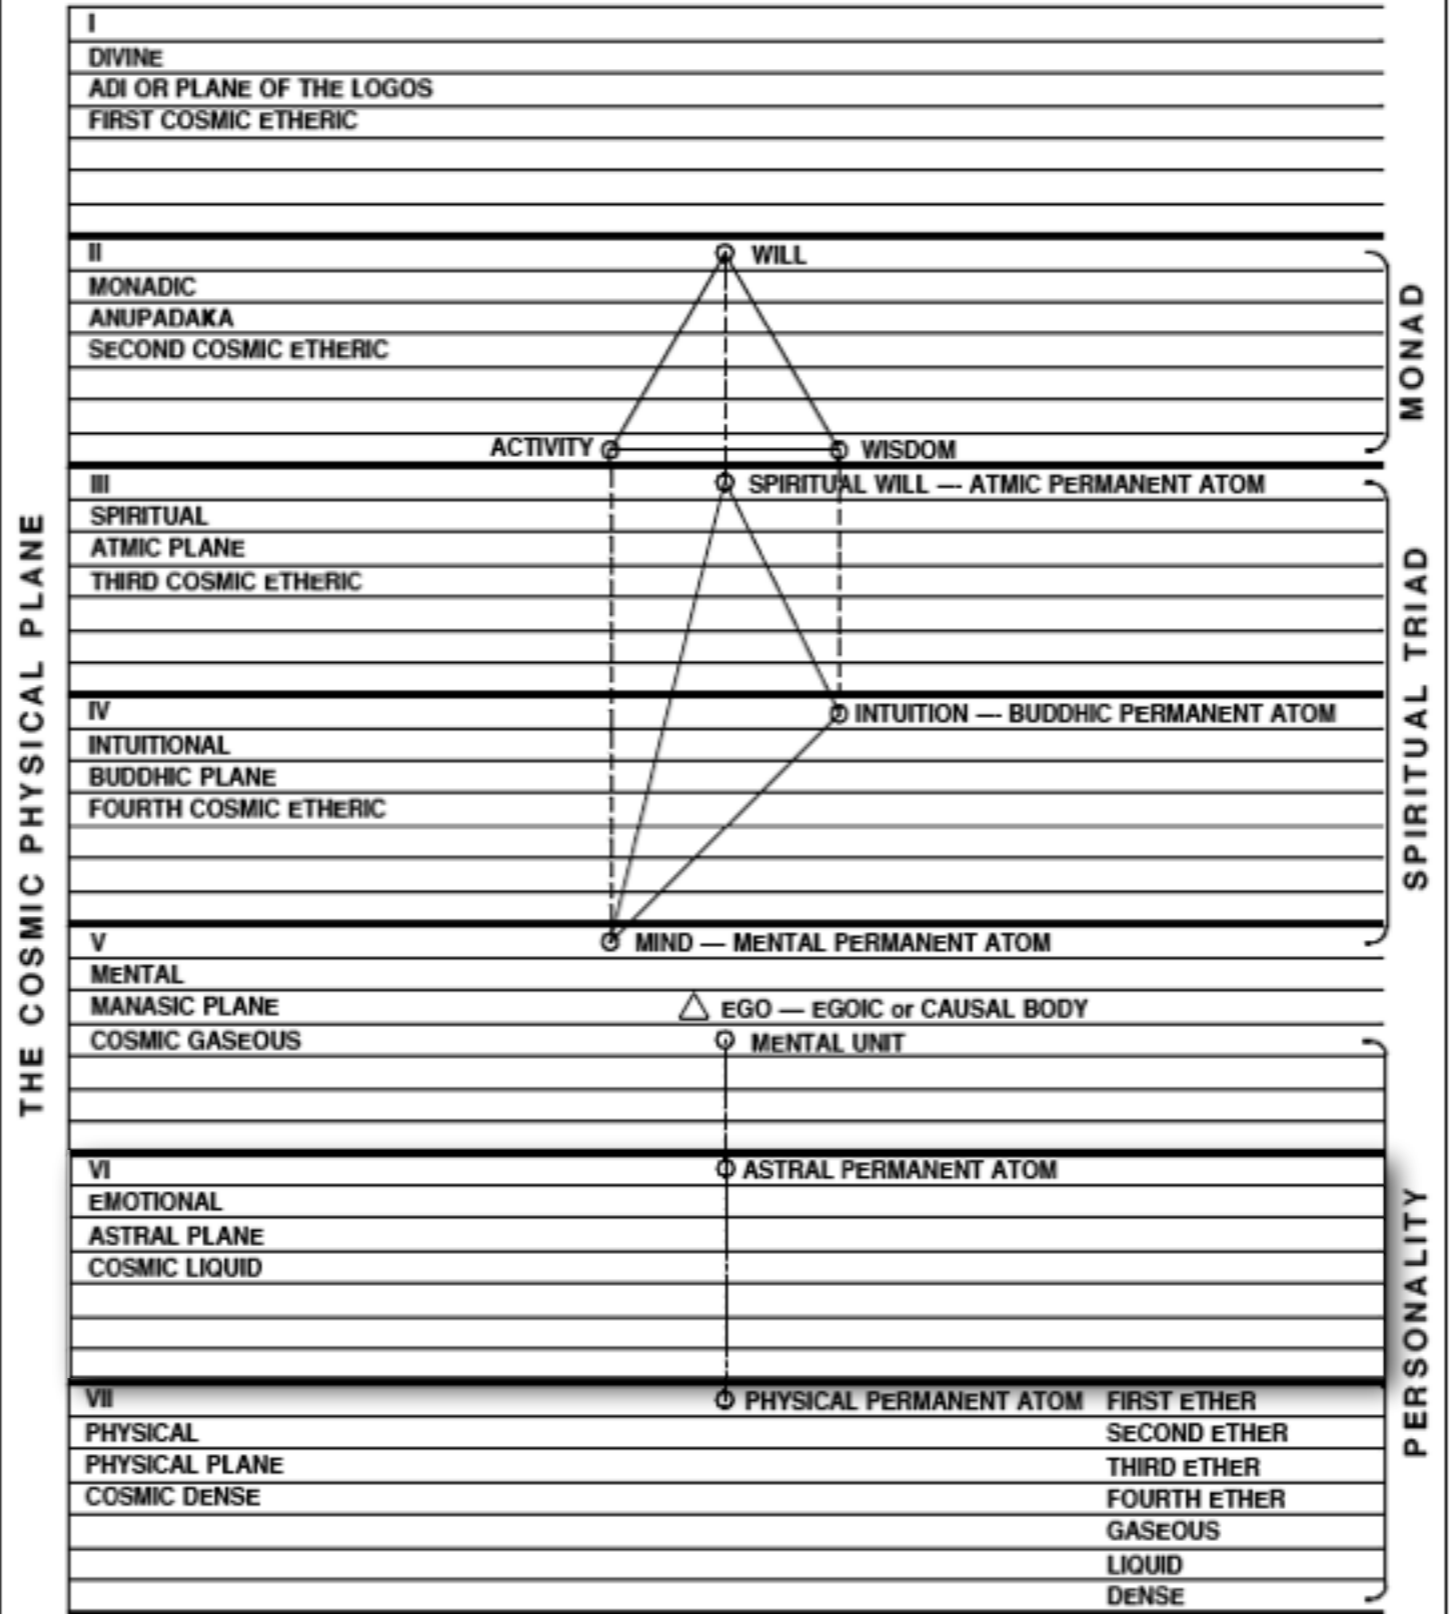 THE COSMIC PHYSICAL PLANE
I
DIVINE
ADI OR PLANE OF THE LOGOS
FIRST COSMIC ETHERIC
II
WILL
MONADIC
ANUPADAKA
SECOND COSMIC ETHERIC
ACTIVITY
WISDOM
MONAD
III
SPIRITUAL WILL — ATMIC PERMANENT ATOM
SPIRITUAL
ATMIC PLANE
THIRD COSMIC ETHERIC
IV
INTUITION — BUDDHIC PERMANENT ATOM
INTUITIONAL
BUDDHIC PLANE
FOURTH COSMIC ETHERIC
SPIRITUAL TRIAD
V
MIND — MENTAL PERMANENT ATOM
MENTAL
MANASIC PLANE
EGO — EGOIC or CAUSAL BODY
COSMIC GASEOUS
MENTAL UNIT
VI
ASTRAL PERMANENT ATOM
EMOTIONAL
ASTRAL PLANE
COSMIC LIQUID
PERSONALITY
VII
PHYSICAL PERMANENT ATOM FIRST ETHER
PHYSICAL
SECOND ETHER
PHYSICAL PLANE
THIRD ETHER
COSMIC DENSE
FOURTH ETHER
GASEOUS
LIQUID
DENSE